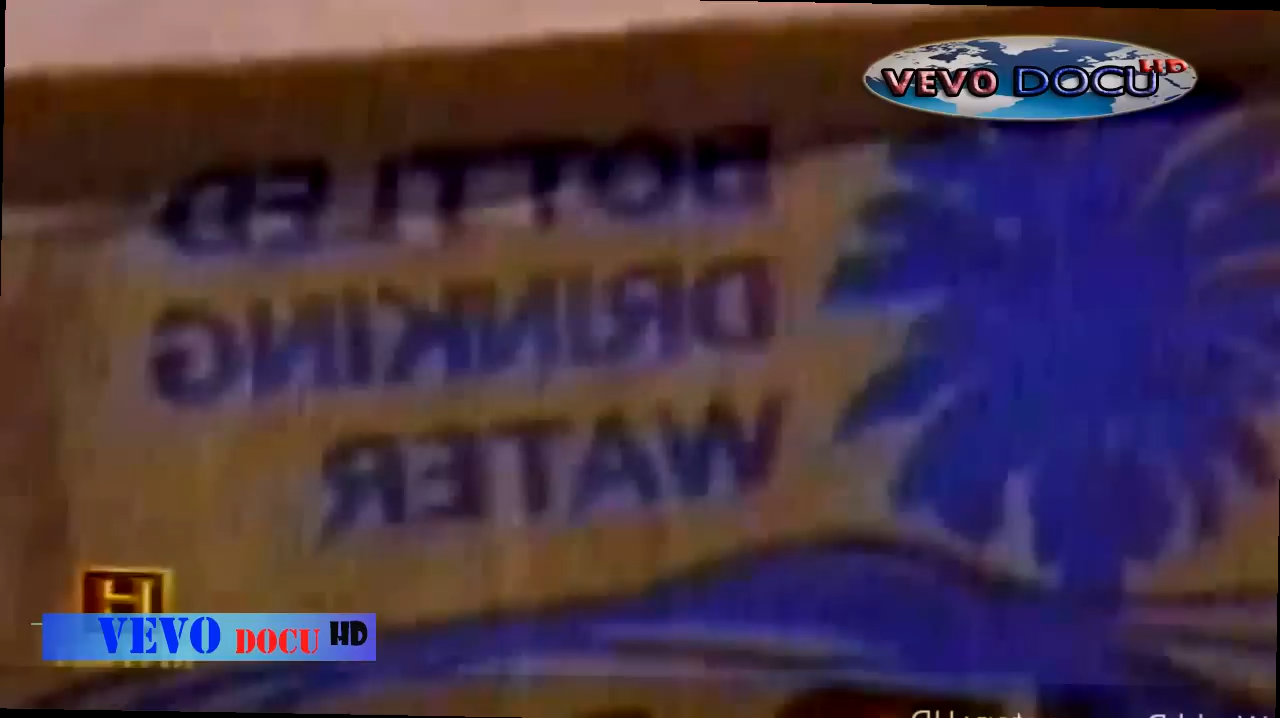 VEVO DOCU HD
BOTTLED
DRINKING
WATER
H
VEVO DOCU HD